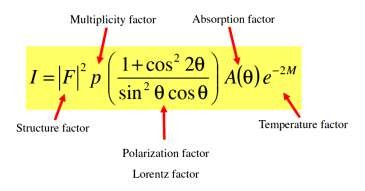 Multiplicity factor Absorption factor
I = |F|² p ( (1+cos² 2θ) / (sin² θ cos θ) ) A(θ) e⁻²ᴹ
Structure factor
Temperature factor
Polarization factor
Lorentz factor